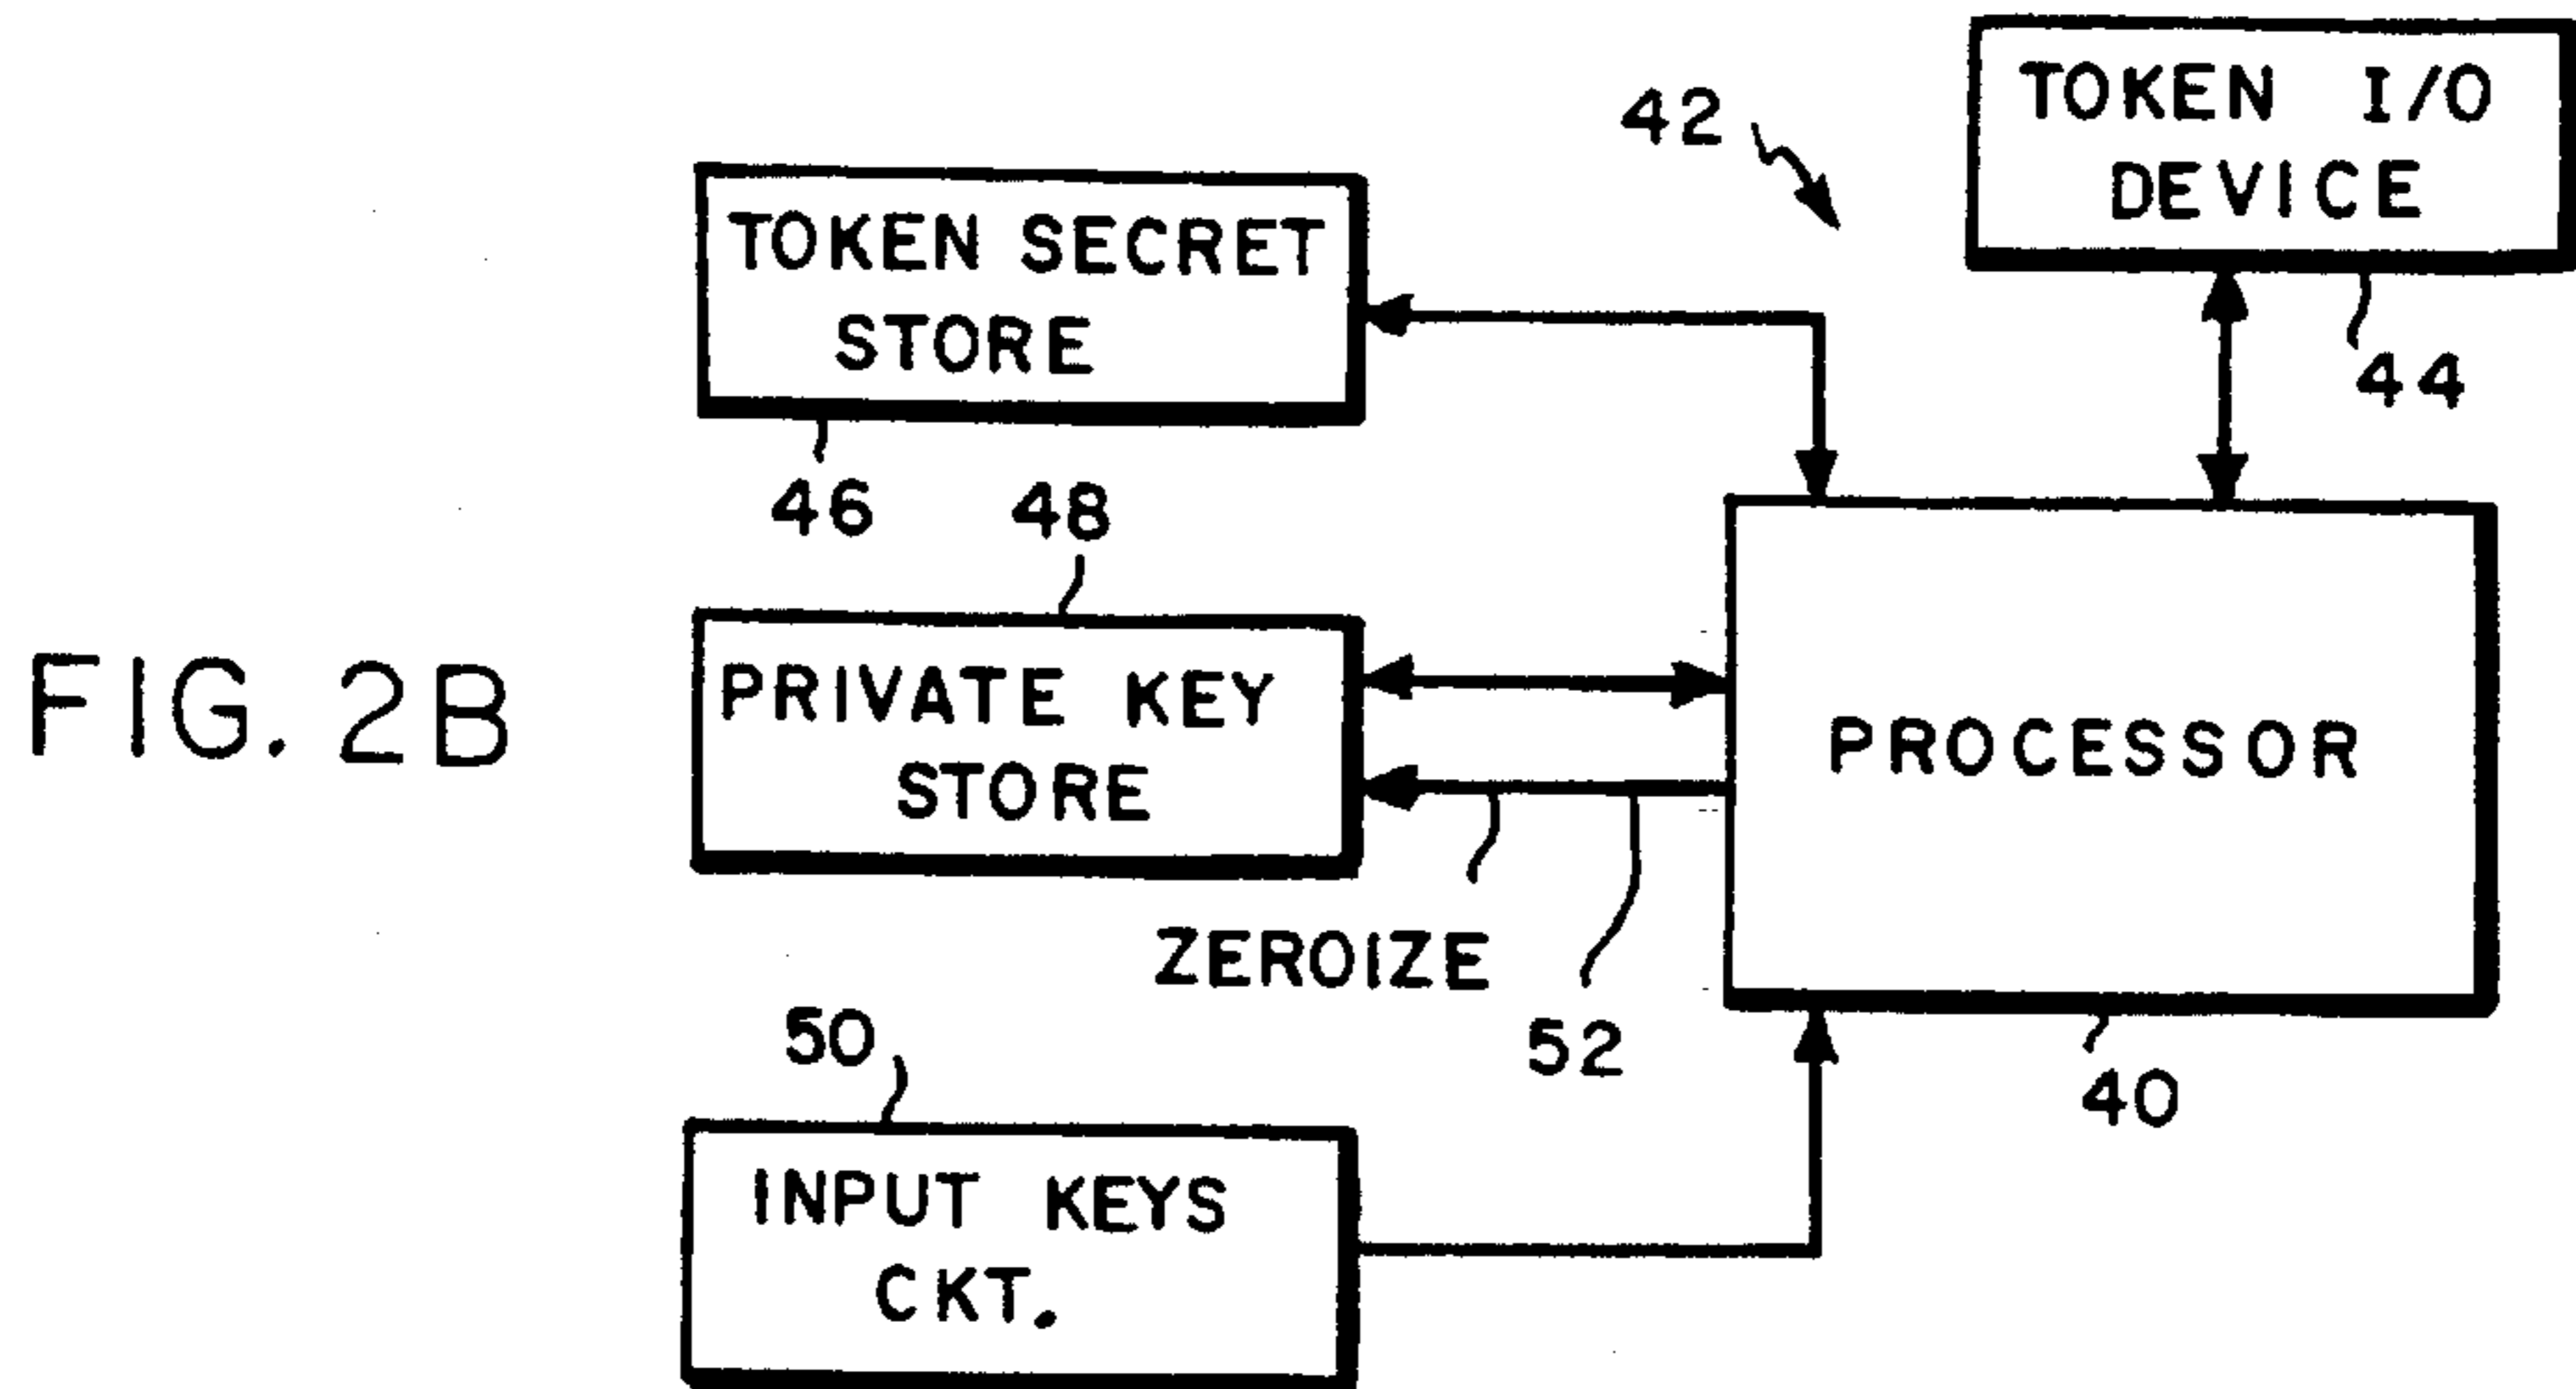 42
TOKEN I/O
DEVICE
44
TOKEN SECRET
STORE
46
48
PRIVATE KEY
STORE
PROCESSOR
FIG. 2B
ZEROIZE
52
40
50
INPUT KEYS
CKT.